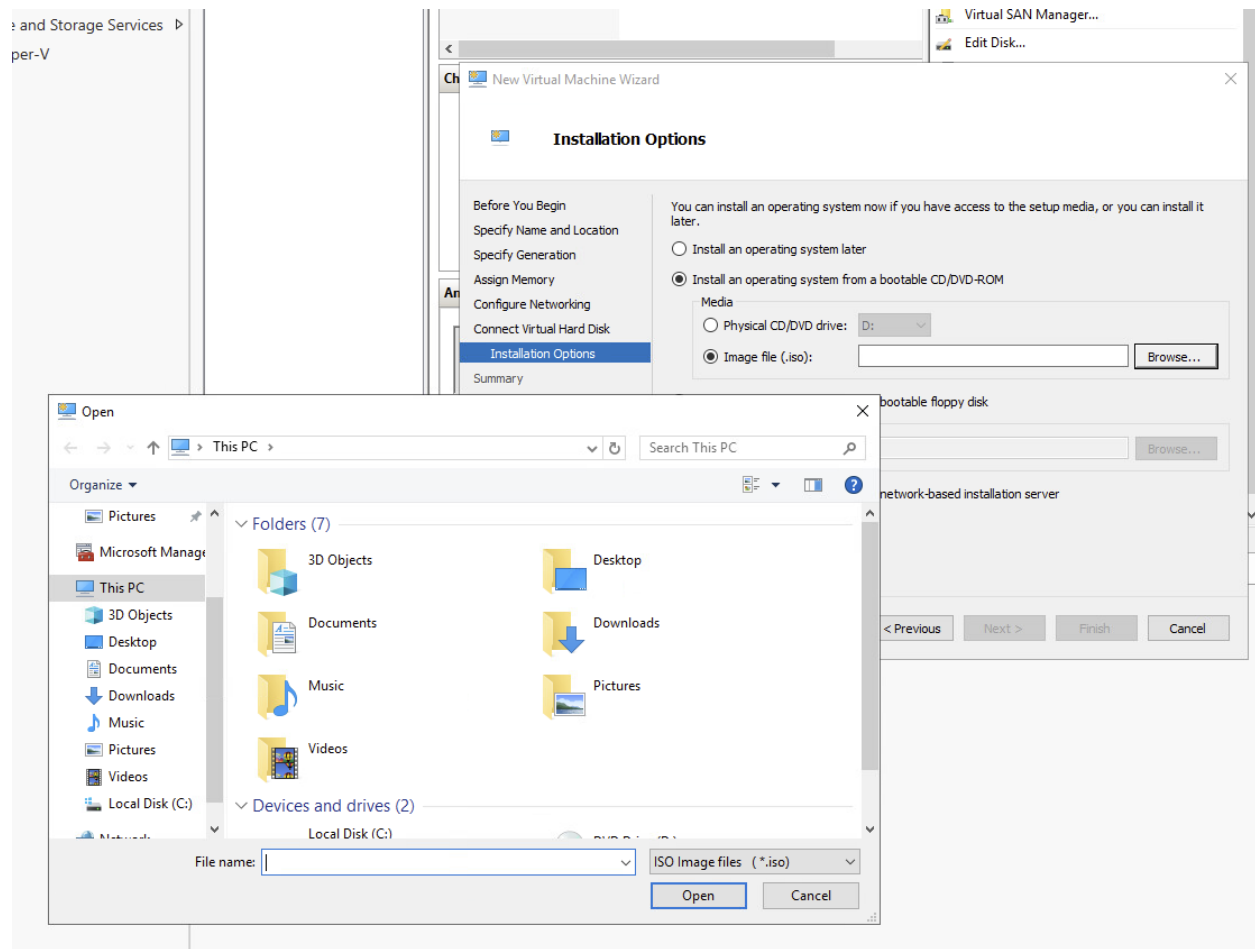 e and Storage Services
per-V
Virtual SAN Manager...
Edit Disk...
Ch
An
New Virtual Machine Wizard
Installation Options
Before You Begin
Specify Name and Location
Specify Generation
Assign Memory
Configure Networking
Connect Virtual Hard Disk
Installation Options
Summary
You can install an operating system now if you have access to the setup media, or you can install it
later.
Install an operating system later
Install an operating system from a bootable CD/DVD-ROM
Media
Physical CD/DVD drive: D:
Image file (.iso): Browse...
bootable floppy disk
Browse...
network-based installation server
< Previous Next > Finish Cancel
Open
This PC
Search This PC
Organize
Pictures
Microsoft Manage
This PC
3D Objects
Desktop
Documents
Downloads
Music
Pictures
Videos
Local Disk (C:)
Network
Folders (7)
3D Objects
Desktop
Documents
Downloads
Music
Pictures
Videos
Devices and drives (2)
Local Disk (C:)
DVD Drive (D:)
File name:
ISO Image files ( *.iso)
Open Cancel